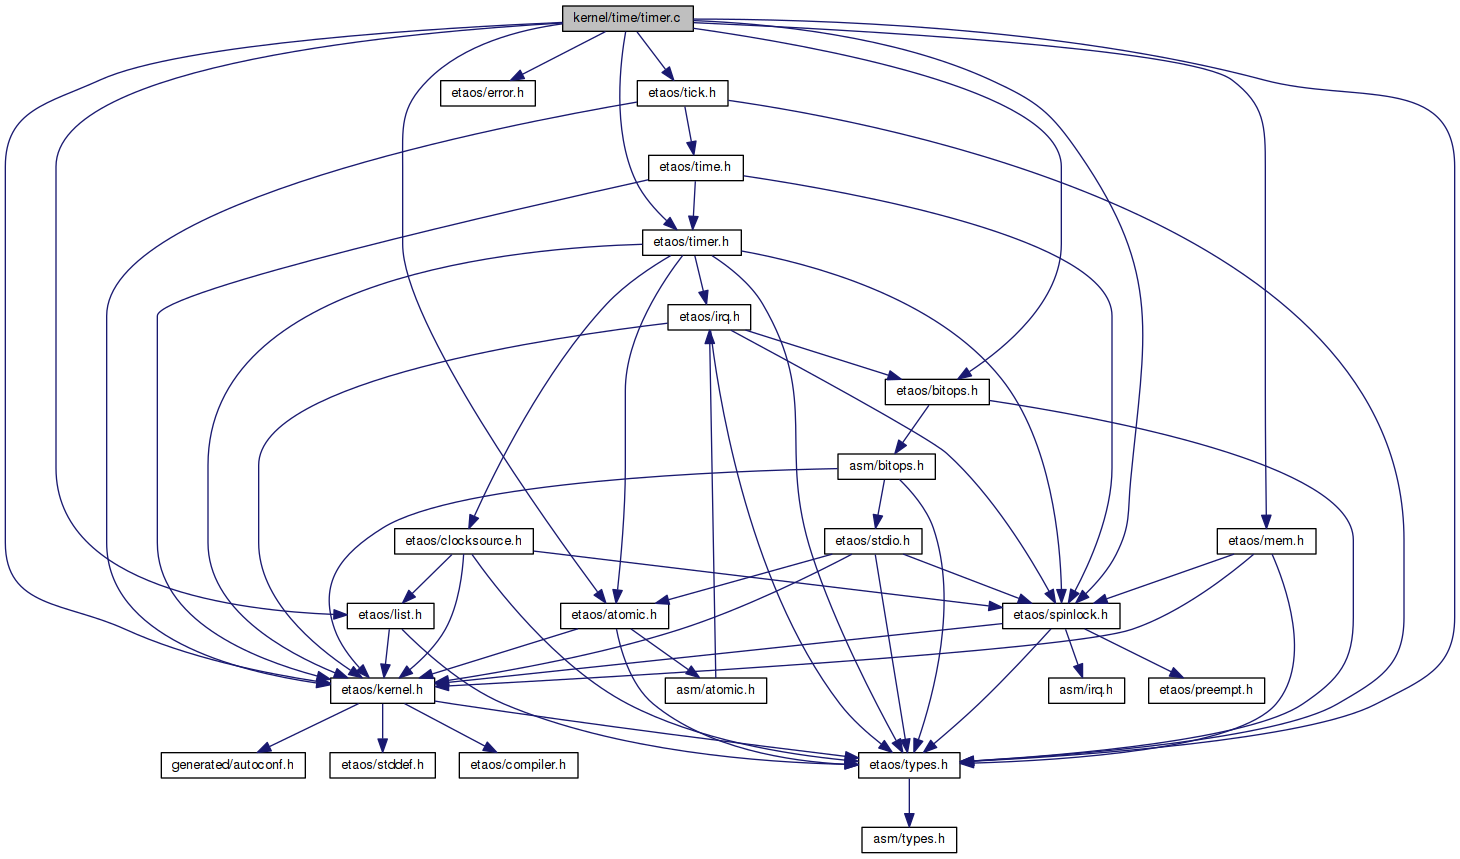 kernel/time/timer.c
etaos/error.h
etaos/tick.h
etaos/time.h
etaos/timer.h
etaos/irq.h
etaos/bitops.h
asm/bitops.h
etaos/clocksource.h
etaos/stdio.h
etaos/mem.h
etaos/list.h
etaos/atomic.h
etaos/spinlock.h
etaos/kernel.h
asm/atomic.h
asm/irq.h
etaos/preempt.h
generated/autoconf.h
etaos/stddef.h
etaos/compiler.h
etaos/types.h
asm/types.h